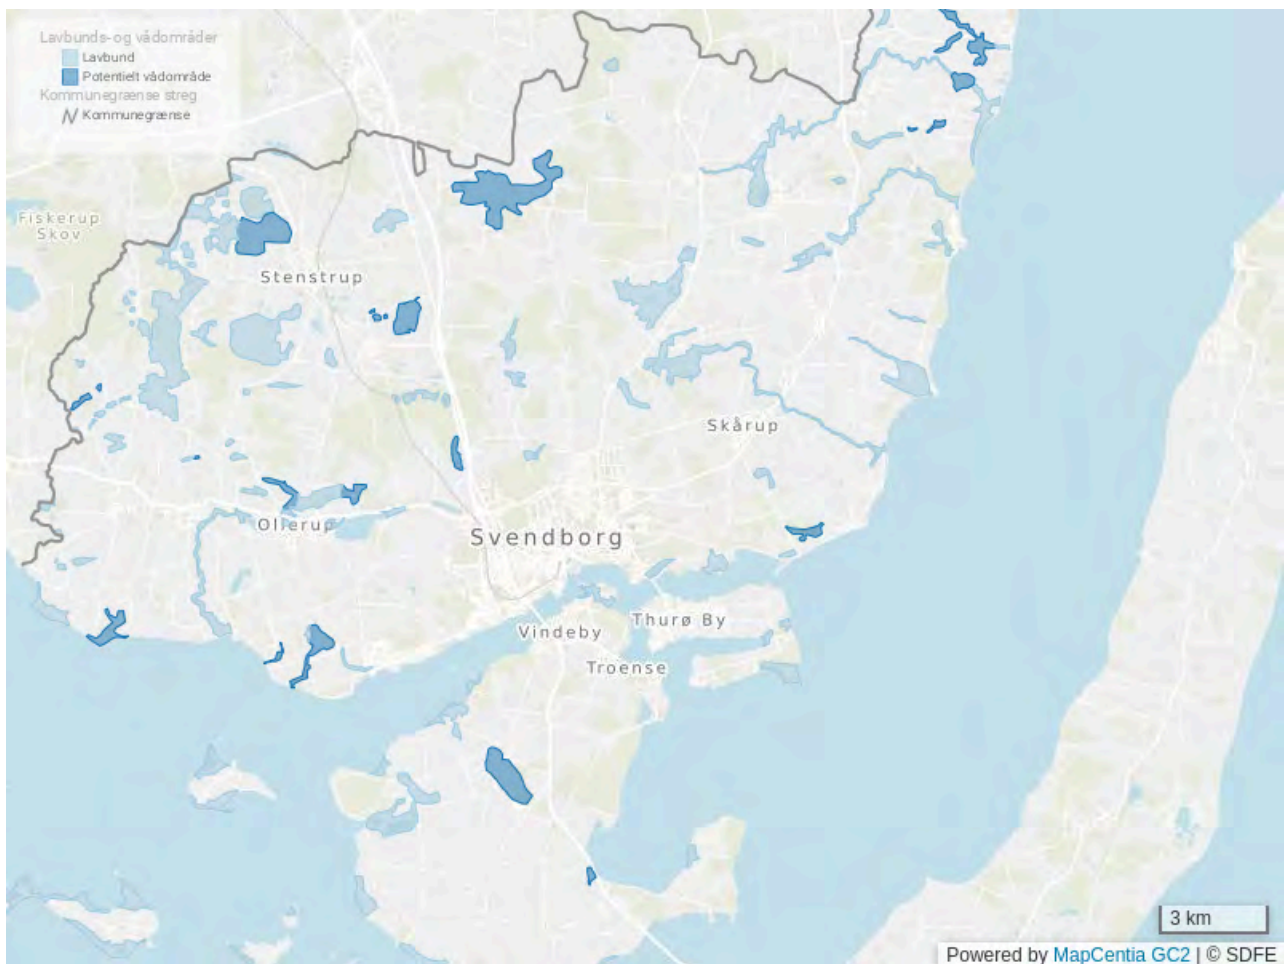 Lavbunds- og vådområder
Lavbund
Potentielt vådområde
Kommunegrænse streg
Kommunegrænse
Fiskerup
Skov
Stenstrup
Skårup
Ollerup
Svendborg
Vindeby
Thurø By
Troense
3 km
Powered by MapCentia GC2 | © SDFE